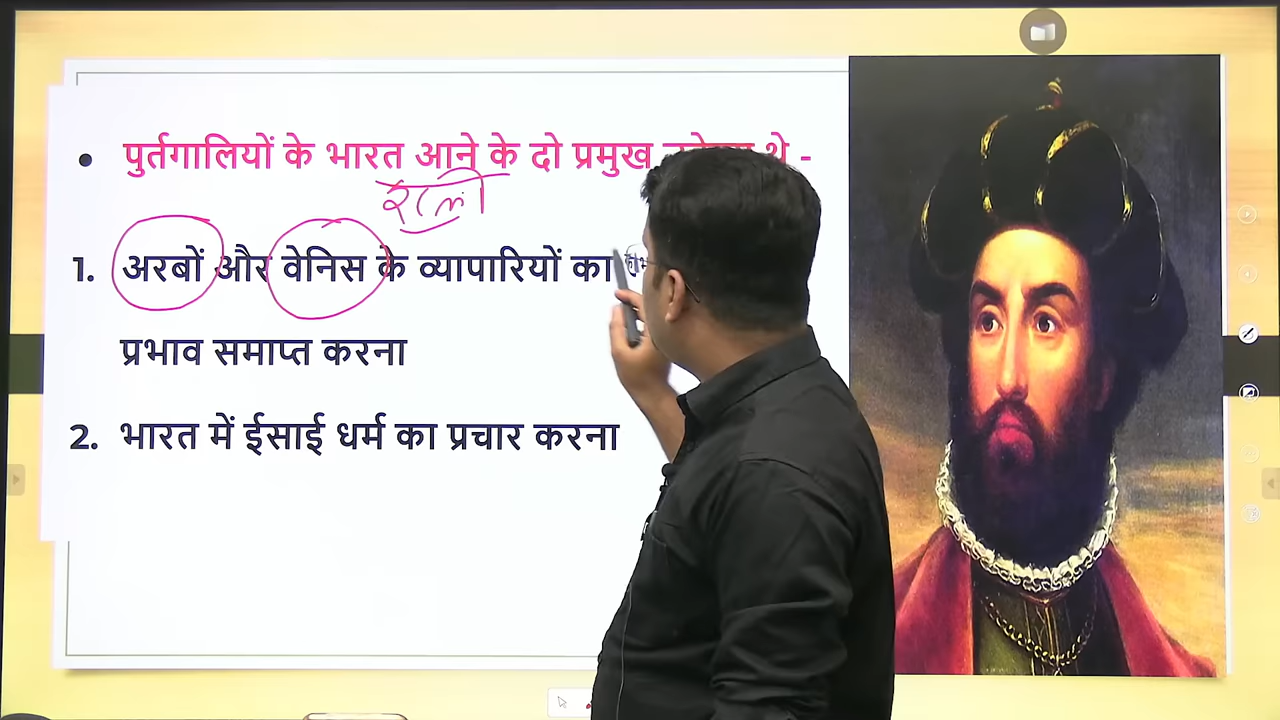 पुर्तगालियों के भारत आने के दो प्रमुख थे -
1. अरबों और वेनिस के व्यापारियों का
प्रभाव समाप्त करना
2. भारत में ईसाई धर्म का प्रचार करना